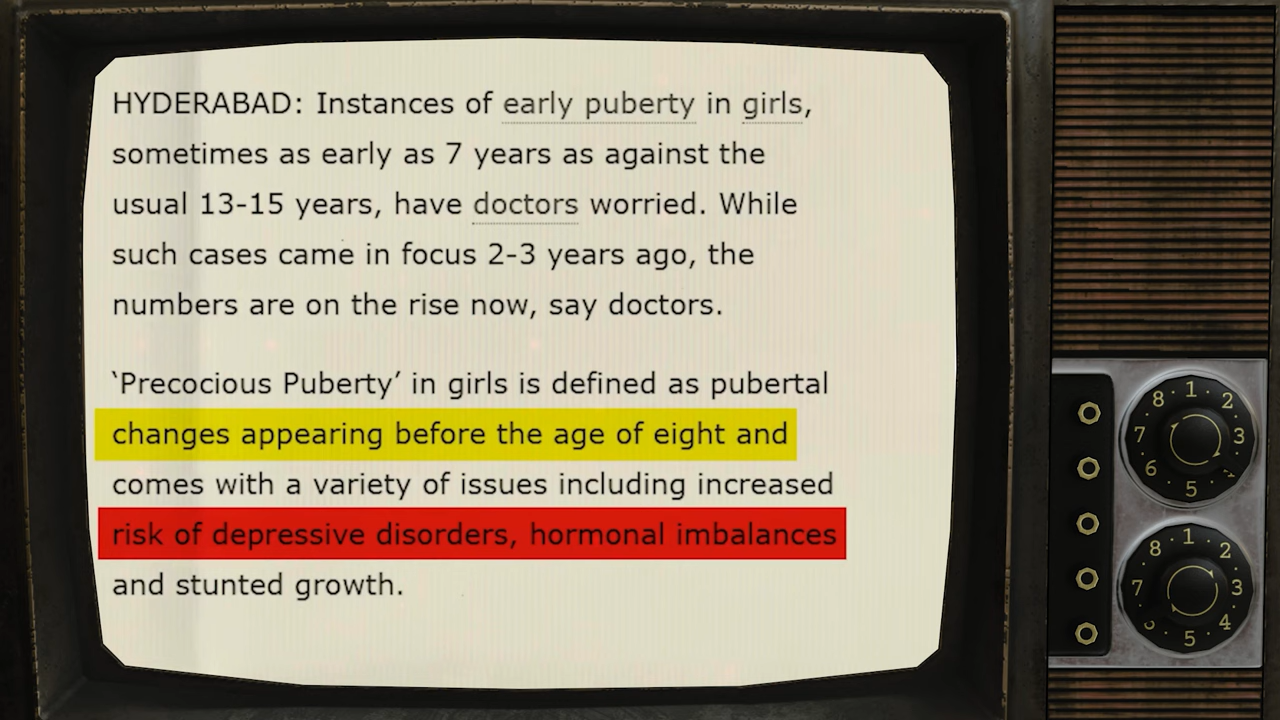 HYDERABAD: Instances of early puberty in girls,
sometimes as early as 7 years as against the
usual 13-15 years, have doctors worried. While
such cases came in focus 2-3 years ago, the
numbers are on the rise now, say doctors.
‘Precocious Puberty’ in girls is defined as pubertal
changes appearing before the age of eight and
comes with a variety of issues including increased
risk of depressive disorders, hormonal imbalances
and stunted growth.
8 1 2
7 3
6
5
8 1 2
7 3
4
5